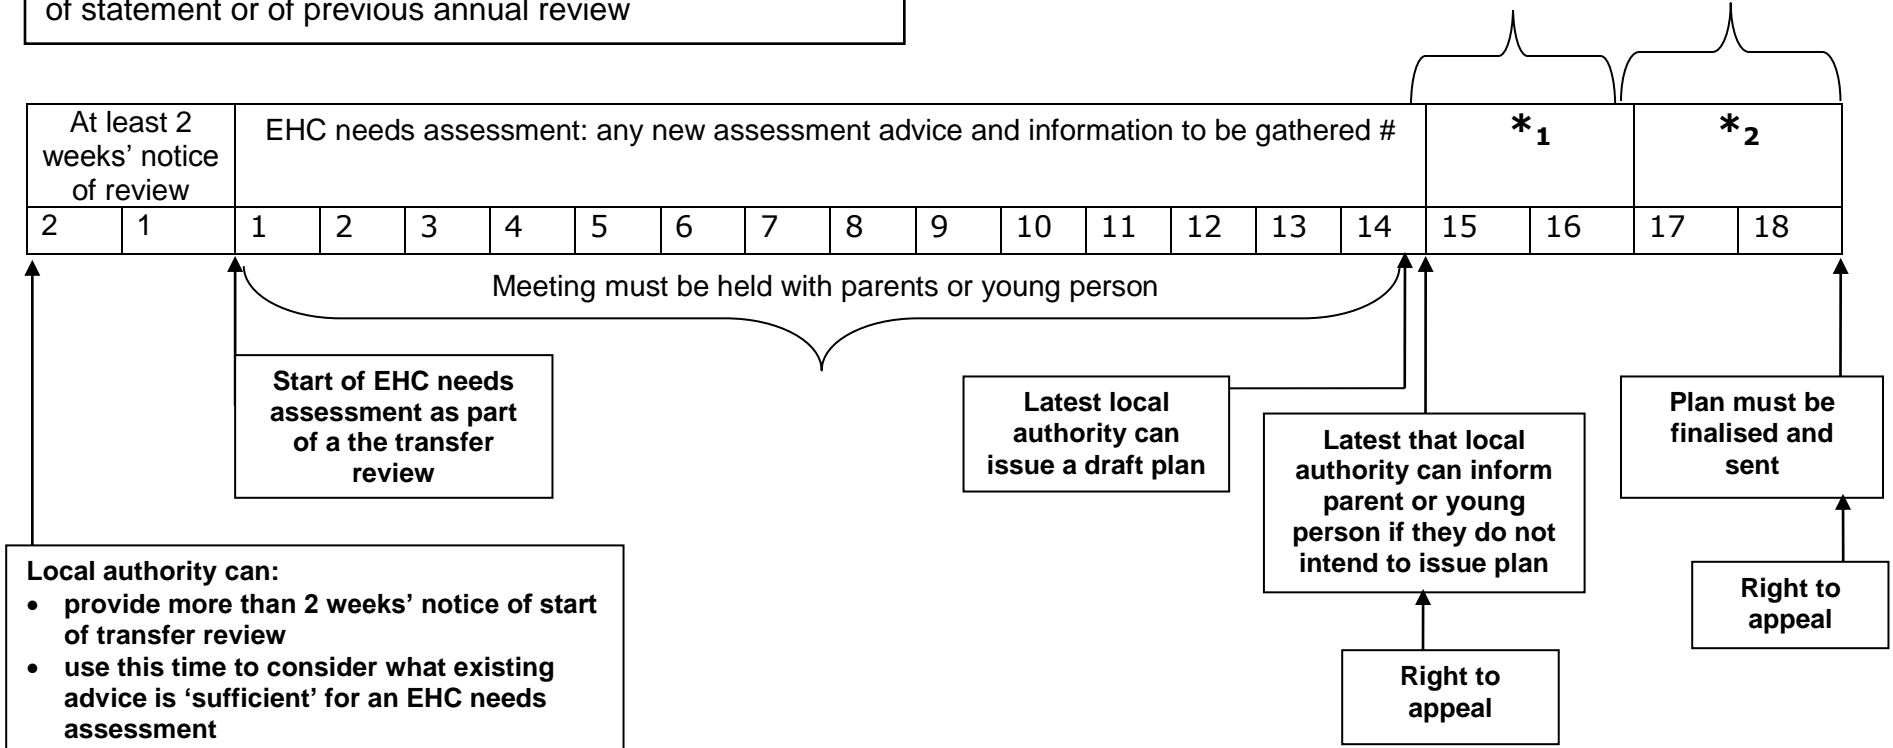 of statement or of previous annual review
At least 2
weeks’ notice
of review
EHC needs assessment: any new assessment advice and information to be gathered #
*1
*2
2 1 1 2 3 4 5 6 7 8 9 10 11 12 13 14 15 16 17 18
Meeting must be held with parents or young person
Start of EHC needs
assessment as part
of a the transfer
review
Latest local
authority can
issue a draft plan
Latest that local
authority can inform
parent or young
person if they do not
intend to issue plan
Plan must be
finalised and
sent
Right to
appeal
Right to
appeal
Local authority can:
• provide more than 2 weeks’ notice of start
of transfer review
• use this time to consider what existing
advice is ‘sufficient’ for an EHC needs
assessment